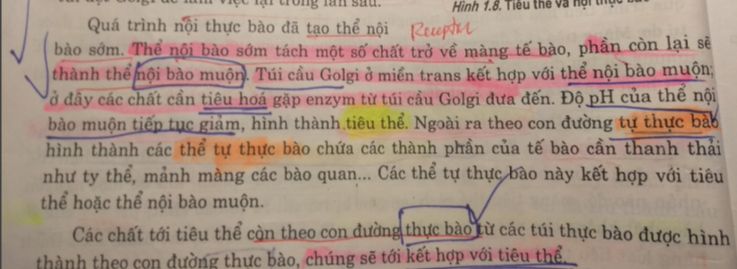 Hình 1.8. Tiêu thể và nội
Quá trình nội thực bào đã tạo thể nội Receptor
bào sớm. Thể nội bào sớm tách một số chất trở về màng tế bào, phần còn lại sẽ
thành thể nội bào muộn. Túi cầu Golgi ở miền trans kết hợp với thể nội bào muộn;
ở đây các chất cần tiêu hoá gặp enzym từ túi cầu Golgi đưa đến. Độ pH của thể nội
bào muộn tiếp tục giảm, hình thành tiêu thể. Ngoài ra theo con đường tự thực bào
hình thành các thể tự thực bào chứa các thành phần của tế bào cần thanh thải
như ty thể, mảnh màng các bào quan... Các thể tự thực bào này kết hợp với tiêu
thể hoặc thể nội bào muộn.
Các chất tới tiêu thể còn theo con đường thực bào từ các túi thực bào được hình
thành theo con đường thực bào, chúng sẽ tới kết hợp với tiêu thể.